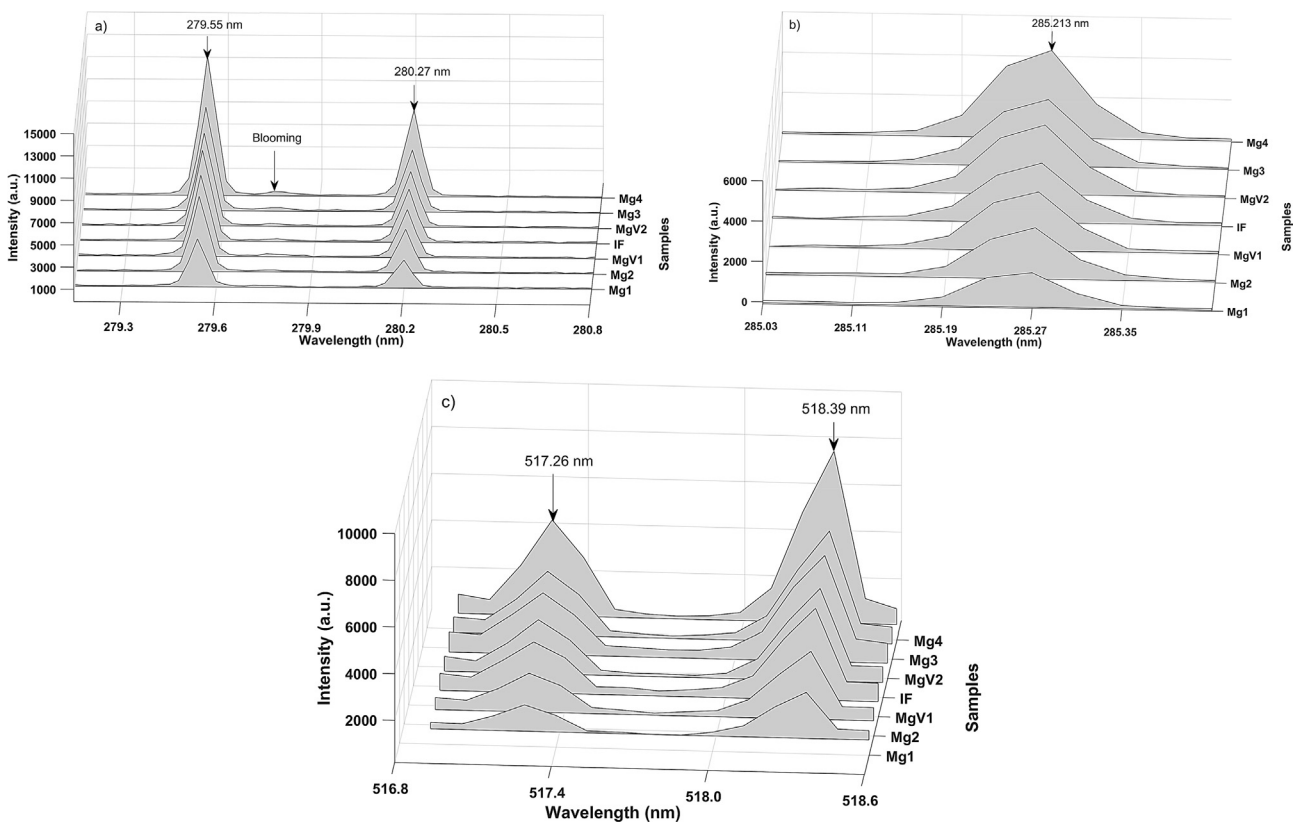 a)
279.55 nm
280.27 nm
Blooming
15000
13000
11000
9000
7000
5000
3000
1000
Intensity (a.u.)
Mg4
Mg3
MgV2
IF
MgV1
Mg2
Mg1
Samples
279.3
279.6
279.9
280.2
280.5
280.8
Wavelength (nm)
b)
285.213 nm
6000
4000
2000
0
Intensity (a.u.)
Mg4
Mg3
MgV2
IF
MgV1
Mg2
Mg1
Samples
285.03
285.11
285.19
285.27
285.35
Wavelength (nm)
c)
517.26 nm
518.39 nm
10000
8000
6000
4000
2000
Intensity (a.u.)
Mg4
Mg3
MgV2
IF
MgV1
Mg2
Mg1
Samples
516.8
517.4
518.0
518.6
Wavelength (nm)